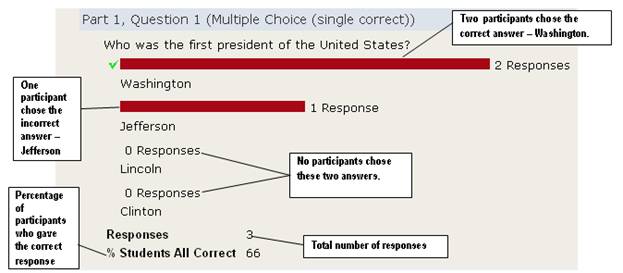 Part 1, Question 1 (Multiple Choice (single correct))
Two participants chose the
correct answer – Washington.
Who was the first president of the United States?
2 Responses
Washington
One
participant
chose the
incorrect
answer –
Jefferson
1 Response
Jefferson
0 Responses
Lincoln
0 Responses
Clinton
No participants chose
these two answers.
Percentage
of
participants
who gave
the correct
response
Responses 3
% Students All Correct 66
Total number of responses